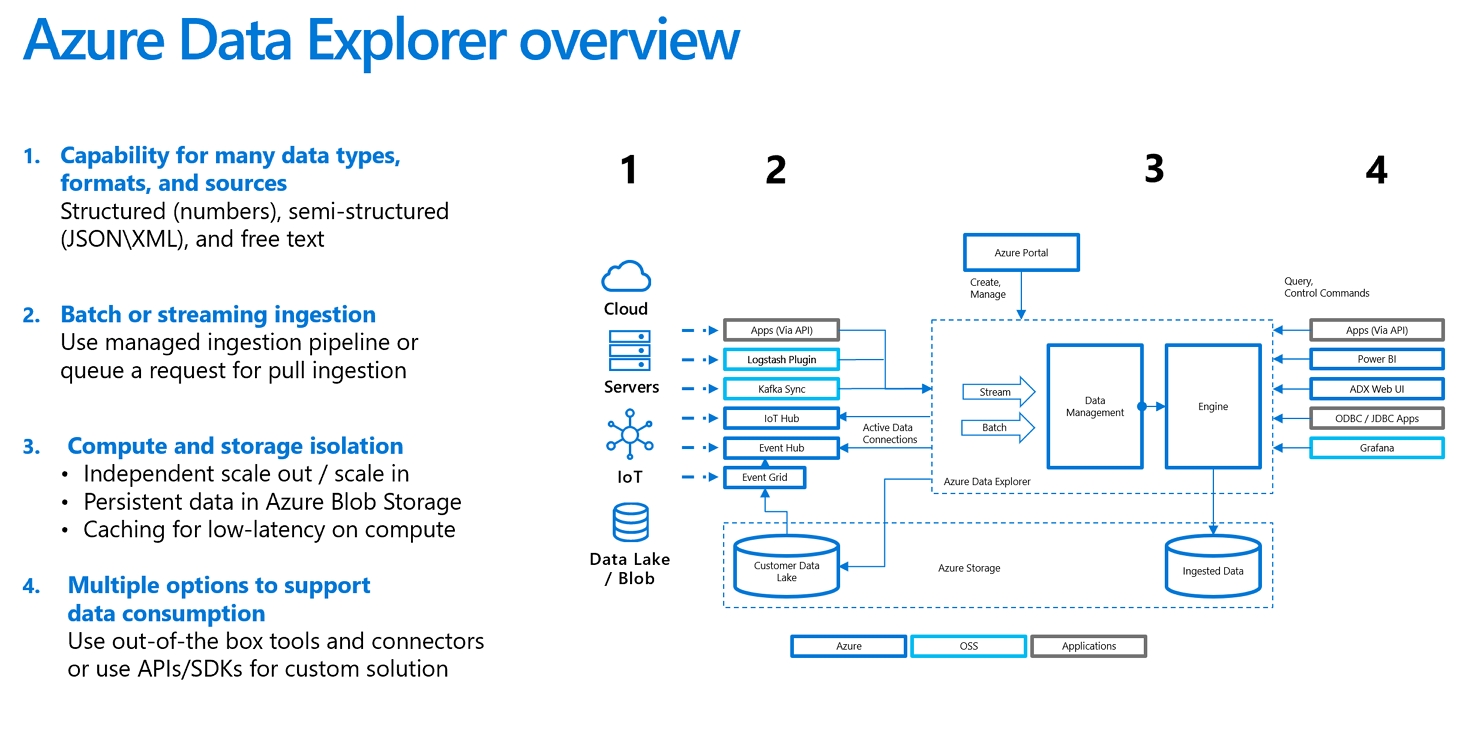 Azure Data Explorer overview
1. Capability for many data types,
formats, and sources
Structured (numbers), semi-structured
(JSON\XML), and free text
2. Batch or streaming ingestion
Use managed ingestion pipeline or
queue a request for pull ingestion
3. Compute and storage isolation
• Independent scale out / scale in
• Persistent data in Azure Blob Storage
• Caching for low-latency on compute
4. Multiple options to support
data consumption
Use out-of-the box tools and connectors
or use APIs/SDKs for custom solution
1
2
3
4
Cloud
Servers
IoT
Data Lake
/ Blob
Apps (Via API)
Logstash Plugin
Kafka Sync
IoT Hub
Event Hub
Event Grid
Active Data
Connections
Azure Portal
Create,
Manage
Stream
Batch
Data
Management
Engine
Azure Data Explorer
Query,
Control Commands
Apps (Via API)
Power BI
ADX Web UI
ODBC / JDBC Apps
Grafana
Customer Data
Lake
Azure Storage
Ingested Data
Azure
OSS
Applications